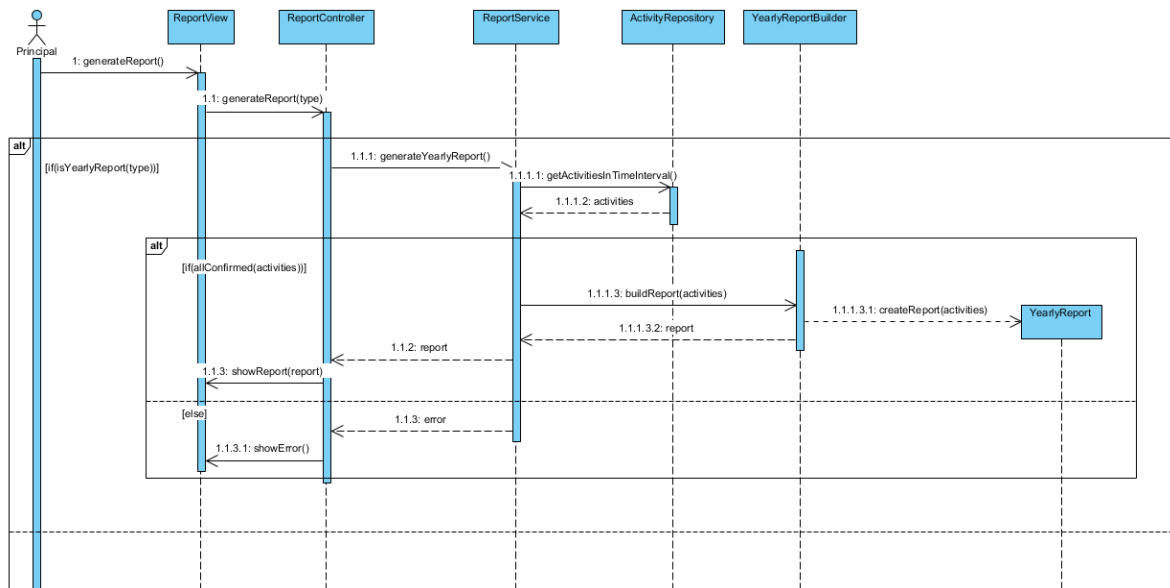 ReportView
ReportController
ReportService
ActivityRepository
YearlyReportBuilder
Principal
1: generateReport()
1.1: generateReport(type)
alt
[if(isYearlyReport(type))]
1.1.1: generateYearlyReport()
1.1.1.1: getActivitiesInTimeInterval()
1.1.1.2: activities
alt
[if(allConfirmed(activities))]
1.1.1.3: buildReport(activities)
1.1.1.3.1: createReport(activities)
YearlyReport
1.1.1.3.2: report
1.1.2: report
1.1.3: showReport(report)
[else]
1.1.3: error
1.1.3.1: showError()